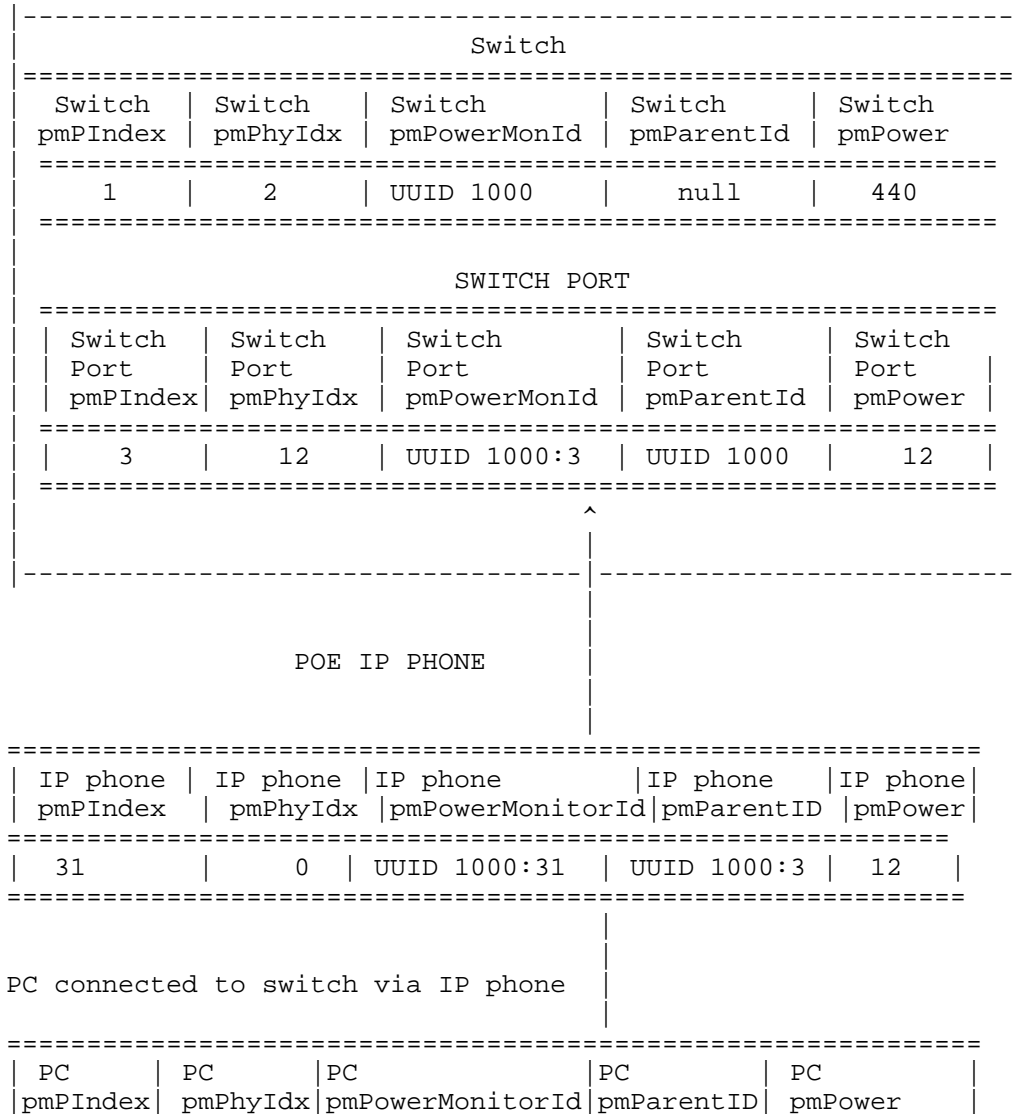 |--------------------------------------------------------------
| Switch
|==============================================================
| Switch | Switch | Switch | Switch | Switch
| pmPIndex | pmPhyIdx | pmPowerMonId | pmParentId | pmPower
| ============================================================
| 1 | 2 | UUID 1000 | null | 440
| ============================================================
|
| SWITCH PORT
| ============================================================
| | Switch | Switch | Switch | Switch | Switch
| | Port | Port | Port | Port | Port |
| | pmPIndex| pmPhyIdx | pmPowerMonId | pmParentId | pmPower |
| ============================================================
| | 3 | 12 | UUID 1000:3 | UUID 1000 | 12 |
| ============================================================
| ^
| |
|-----------------------------------|--------------------------
|
|
POE IP PHONE |
|
|
=============================================================
| IP phone | IP phone |IP phone |IP phone |IP phone|
| pmPIndex | pmPhyIdx |pmPowerMonitorId|pmParentID |pmPower|
===========================================================
| 31 | 0 | UUID 1000:31 | UUID 1000:3 | 12 |
============================================================
|
|
PC connected to switch via IP phone |
|
=============================================================
| PC | PC |PC |PC | PC |
|pmPIndex| pmPhyIdx|pmPowerMonitorId|pmParentID| pmPower |